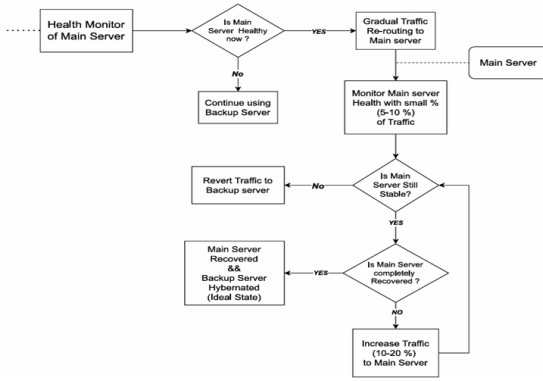 Health Monitor
of Main Server
Is Main
Server Healthy
now ?
YES
Gradual Traffic
Re-routing to
Main server
Main Server
No
Continue using
Backup Server
Monitor Main server
Health with small %
(5-10 %)
of Traffic
Is Main
Server Still
Stable?
No
Revert Traffic to
Backup server
YES
Is Main Server
completely
Recovered ?
YES
Main Server
Recovered
&&
Backup Server
Hybernated
(Ideal State)
NO
Increase Traffic
(10-20 %)
to Main Server